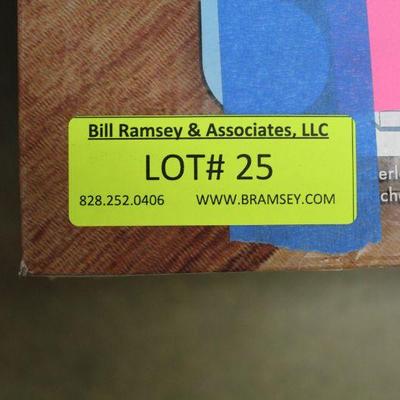 Bill Ramsey & Associates, LLC
LOT# 25
828.252.0406 WWW.BRAMSEY.COM